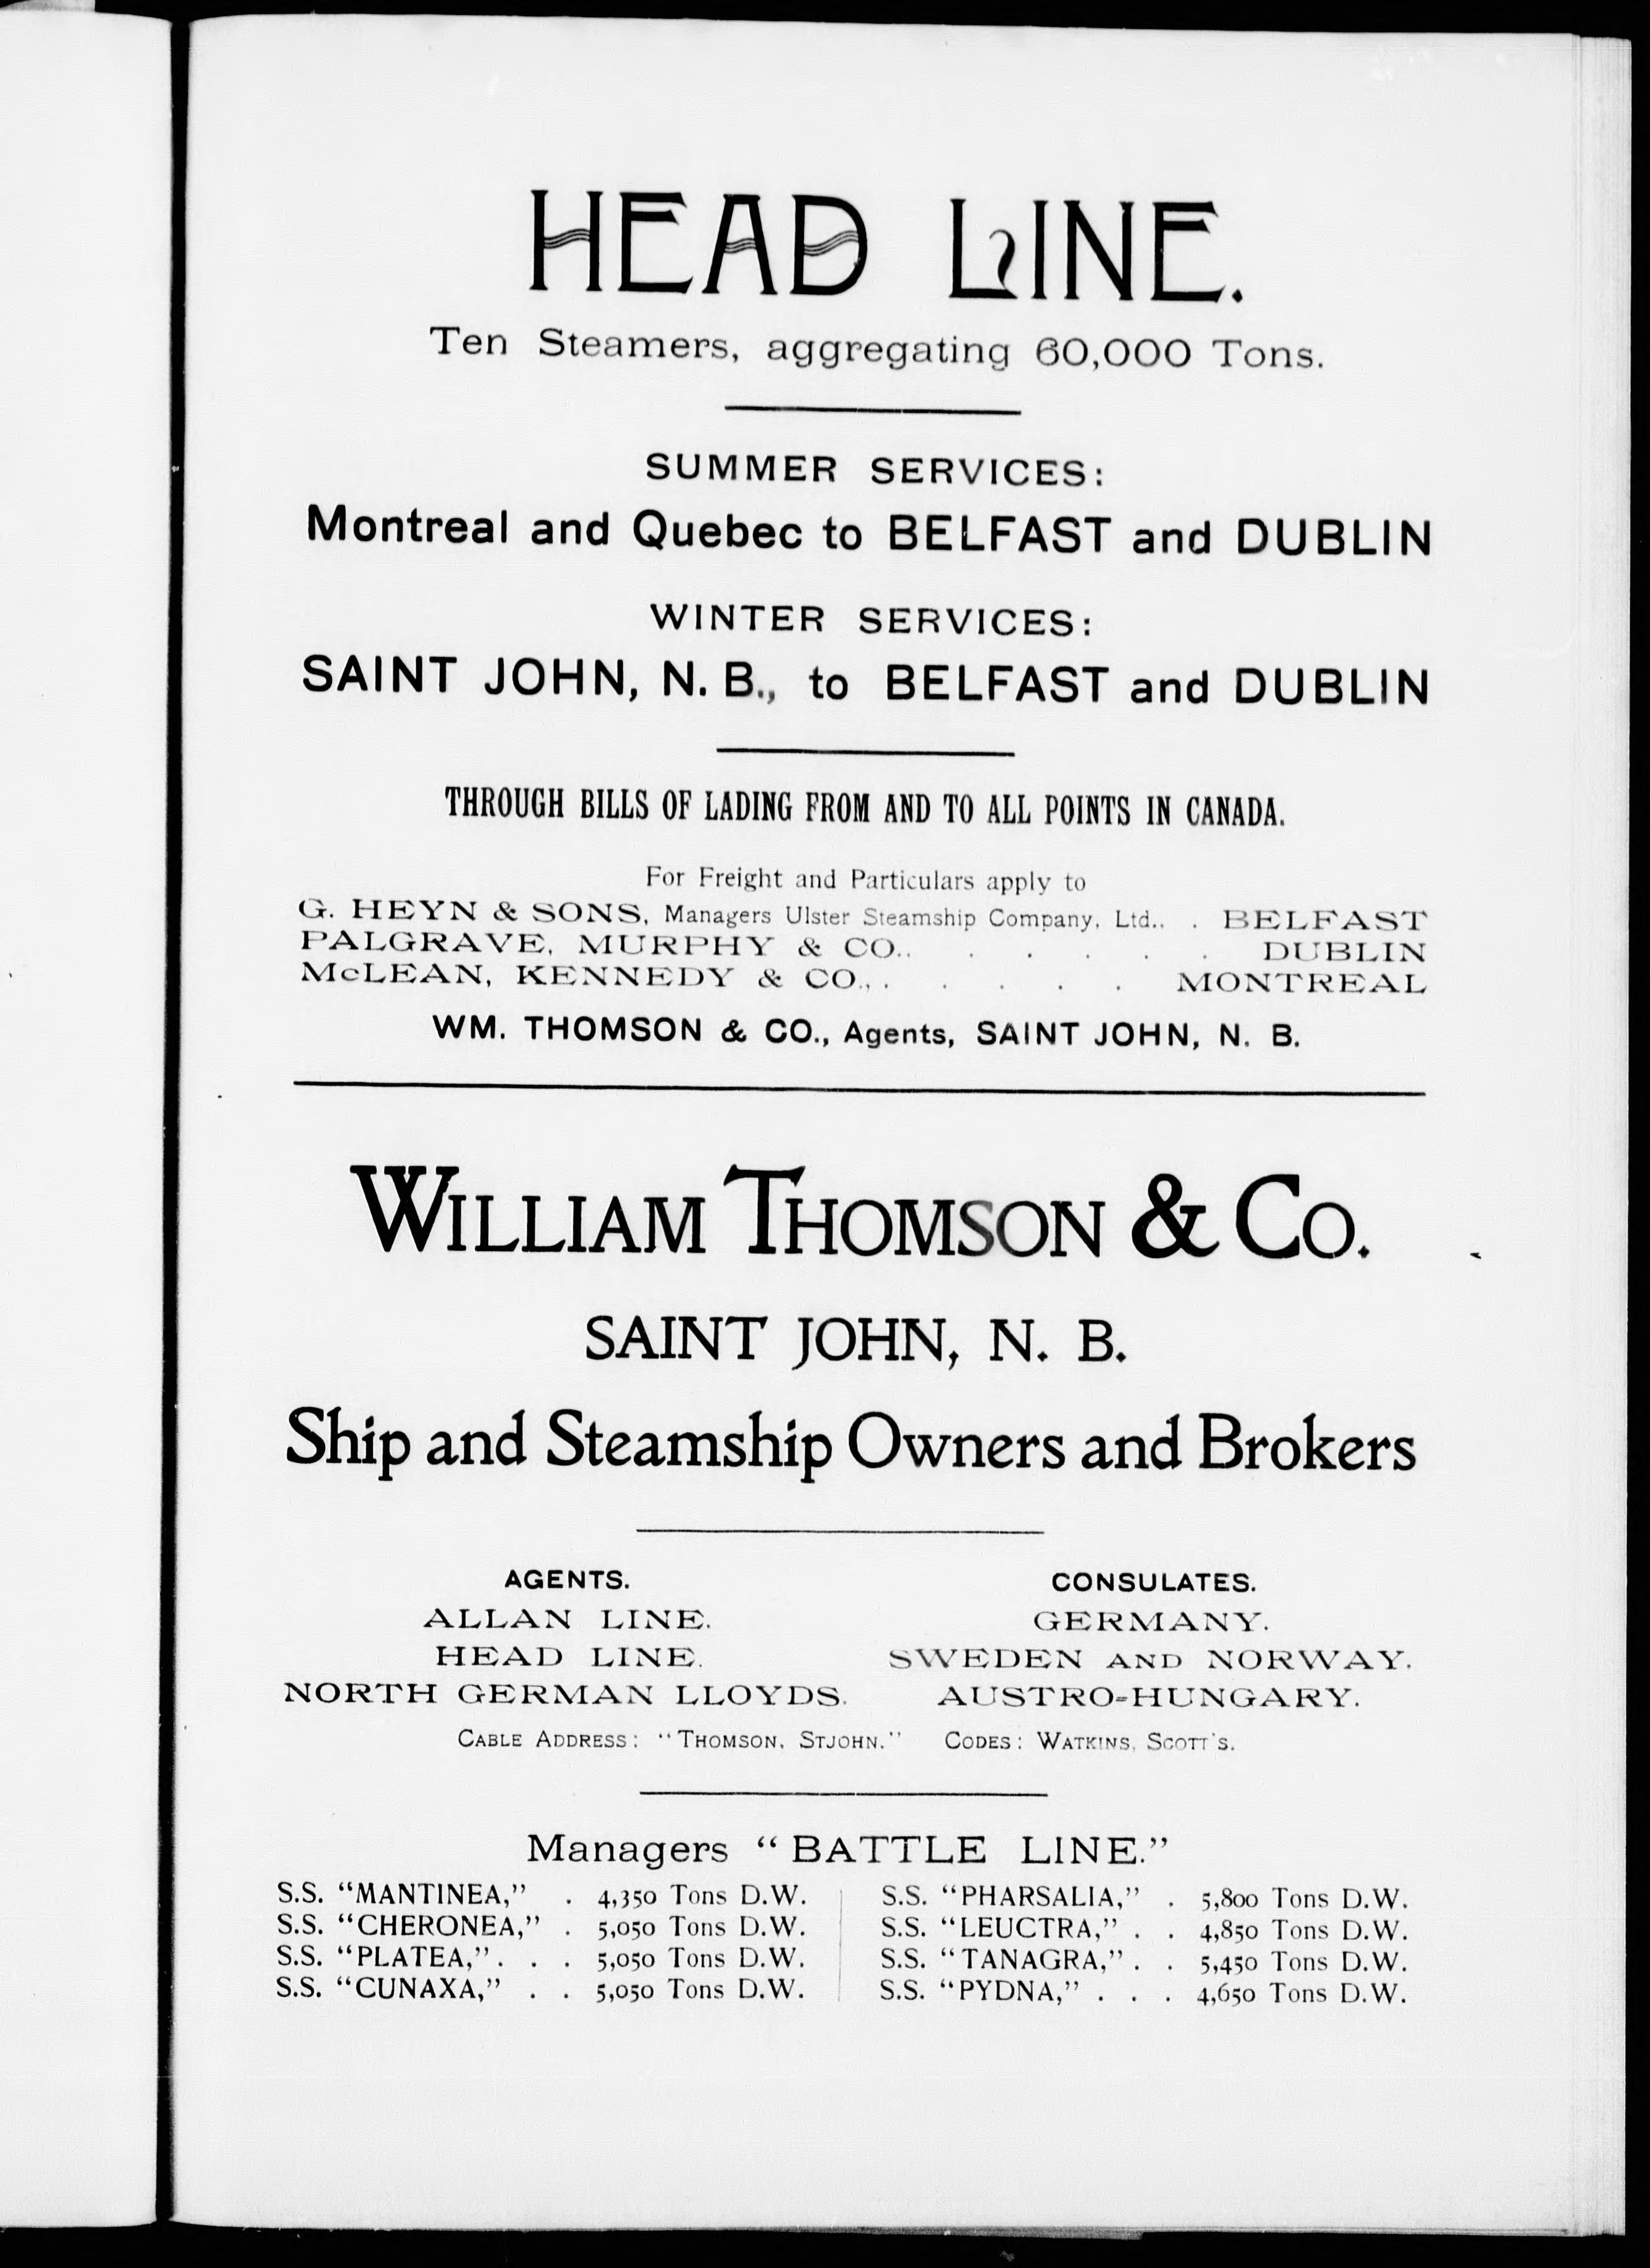 HEAD LINE.
Ten Steamers, aggregating 60,000 Tons.
SUMMER SERVICES:
Montreal and Quebec to BELFAST and DUBLIN
WINTER SERVICES:
SAINT JOHN, N. B., to BELFAST and DUBLIN
THROUGH BILLS OF LADING FROM AND TO ALL POINTS IN CANADA.
For Freight and Particulars apply to
G. HEYN & SONS, Managers Ulster Steamship Company, Ltd., . BELFAST
PALGRAVE, MURPHY & CO., . . . . . DUBLIN
McLEAN, KENNEDY & CO., . . . . . MONTREAL
WM. THOMSON & CO., Agents, SAINT JOHN, N. B.
WILLIAM THOMSON & CO.
SAINT JOHN, N. B.
Ship and Steamship Owners and Brokers
AGENTS.
ALLAN LINE.
HEAD LINE.
NORTH GERMAN LLOYDS.
CONSULATES.
GERMANY.
SWEDEN AND NORWAY.
AUSTRO-HUNGARY.
CABLE ADDRESS: "THOMSON, STJOHN." CODES: WATKINS, SCOTT'S.
Managers "BATTLE LINE."
S.S. "MANTINEA," . 4,350 Tons D.W.
S.S. "CHERONEA," . 5,050 Tons D.W.
S.S. "PLATEA," . . . 5,050 Tons D.W.
S.S. "CUNAXA," . . 5,050 Tons D.W.
S.S. "PHARSALIA," . 5,800 Tons D.W.
S.S. "LEUCTRA," . . 4,850 Tons D.W.
S.S. "TANAGRA," . . 5,450 Tons D.W.
S.S. "PYDNA," . . . 4,650 Tons D.W.